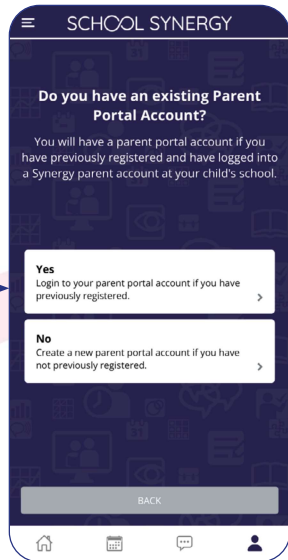 SCHOOL SYNERGY
Do you have an existing Parent
Portal Account?
You will have a parent portal account if you
have previously registered and have logged into
a Synergy parent account at your child's school.
Yes
Login to your parent portal account if you have
previously registered.
No
Create a new parent portal account if you have
not previously registered.
BACK